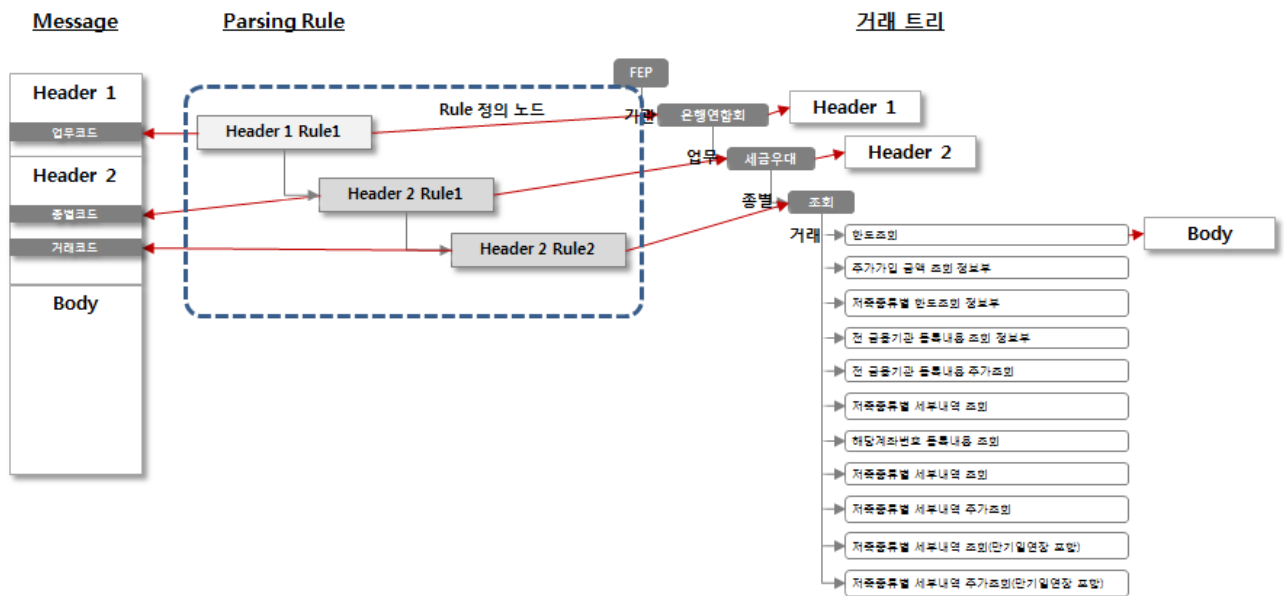 Message
Parsing Rule
거래 트리
Header 1
업무코드
Header 2
종별코드
거래코드
Body
Rule 정의 노드
Header 1 Rule1
Header 2 Rule1
Header 2 Rule2
FEP
기관
은행연합회
Header 1
업무
세금우대
Header 2
종별
조회
거래
한도조회
Body
추가가입 금액 조회 정보부
저축종류별 한도조회 정보부
전 금융기관 등록내용 조회 정보부
전 금융기관 등록내용 추가조회
저축종류별 세부내역 조회
해당계좌번호 등록내용 조회
저축종류별 세부내역 조회
저축종류별 세부내역 추가조회
저축종류별 세부내역 조회(만기일연장 포함)
저축종류별 세부내역 추가조회(만기일연장 포함)